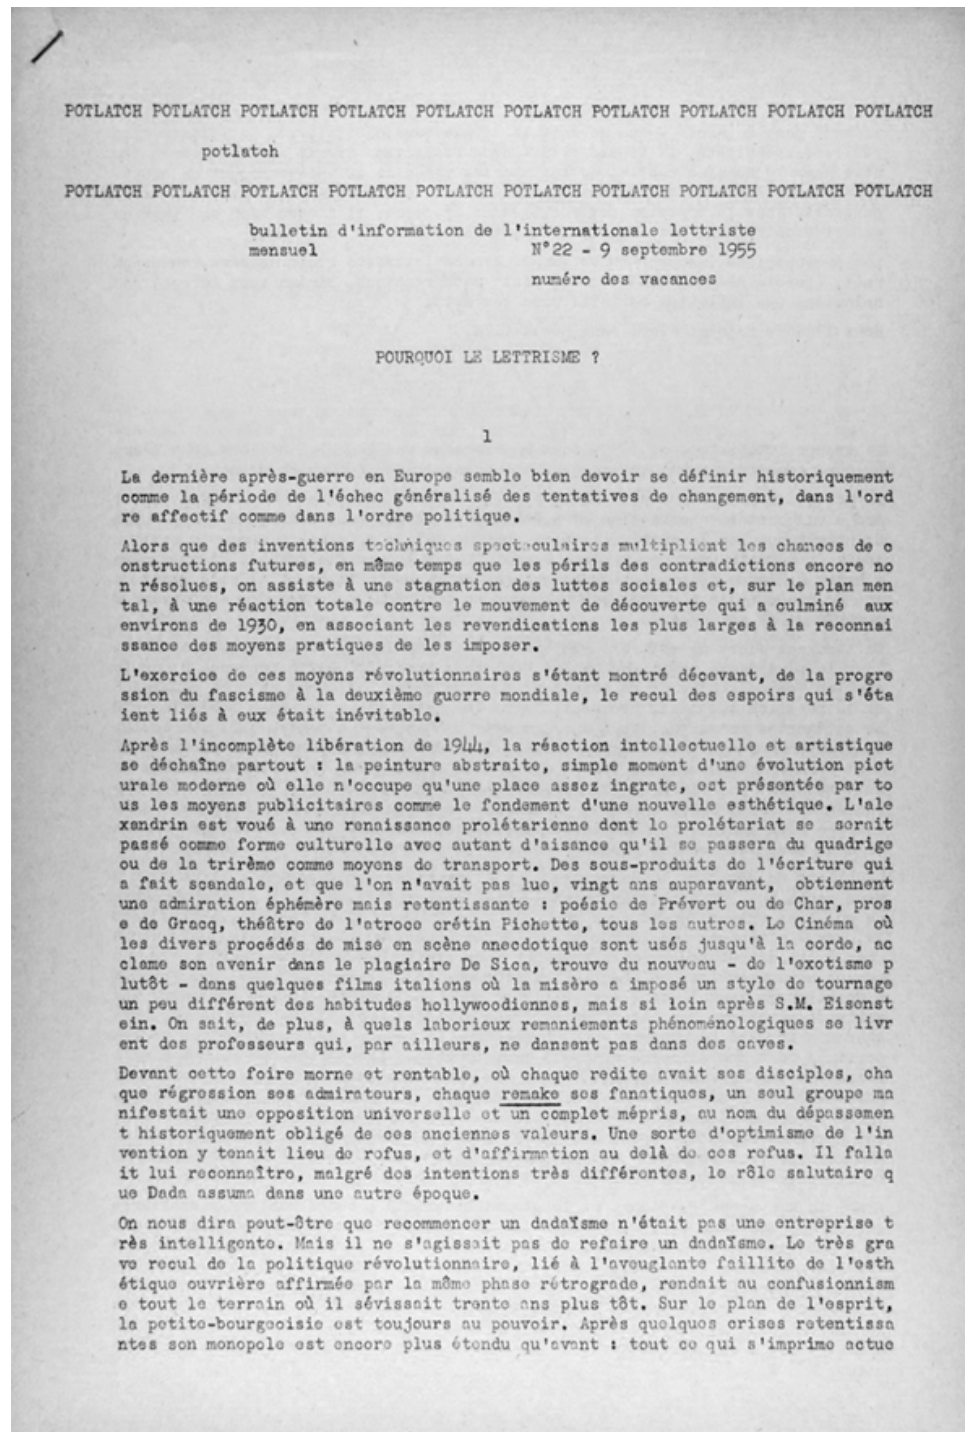 POTLATCH POTLATCH POTLATCH POTLATCH POTLATCH POTLATCH POTLATCH POTLATCH POTLATCH POTLATCH
potlatch
POTLATCH POTLATCH POTLATCH POTLATCH POTLATCH POTLATCH POTLATCH POTLATCH POTLATCH POTLATCH
bulletin d'information de l'internationale lettriste
mensuel N°22 - 9 septembre 1955
numéro des vacances
POURQUOI LE LETTRISME ?
1
La dernière après-guerre en Europe semble bien devoir se définir historiquement
comme la période de l'échec généralisé des tentatives de changement, dans l'ord
re affectif comme dans l'ordre politique.
Alors que des inventions techniques spectaculaires multiplient les chances de c
onstructions futures, en même temps que les périls des contradictions encore no
n résolues, on assiste à une stagnation des luttes sociales et, sur le plan men
tal, à une réaction totale contre le mouvement de découverte qui a culminé aux
environs de 1930, en associant les revendications les plus larges à la reconnai
ssance des moyens pratiques de les imposer.
L'exercice de ces moyens révolutionnaires s'étant montré décevant, de la progre
ssion du fascisme à la deuxième guerre mondiale, le recul des espoirs qui s'éta
ient liés à eux était inévitable.
Après l'incomplète libération de 1944, la réaction intellectuelle et artistique
se déchaîne partout : la peinture abstraite, simple moment d'une évolution pict
urale moderne où elle n'occupe qu'une place assez ingrate, est présentée par to
us les moyens publicitaires comme le fondement d'une nouvelle esthétique. L'ale
xandrin est voué à une renaissance prolétarienne dont le prolétariat se serait
passé comme forme culturelle avec autant d'aisance qu'il se passera du quadrige
ou de la trirème comme moyens de transport. Des sous-produits de l'écriture qui
a fait scandale, et que l'on n'avait pas lue, vingt ans auparavant, obtiennent
une admiration éphémère mais retentissante : poésie de Prévert ou de Char, pros
e de Gracq, théâtre de l'atroce crétin Pichette, tous les autres. Le Cinéma où
les divers procédés de mise en scène anecdotique sont usés jusqu'à la corde, ac
clame son avenir dans le plagiaire De Sica, trouve du nouveau - de l'exotisme p
lutôt - dans quelques films italiens où la misère a imposé un style de tournage
un peu différent des habitudes hollywoodiennes, mais si loin après S.M. Eisenst
ein. On sait, de plus, à quels laborieux remaniements phénoménologiques se livr
ent des professeurs qui, par ailleurs, ne dansent pas dans des caves.
Devant cette foire morne et rentable, où chaque redite avait ses disciples, cha
que régression ses admirateurs, chaque remake ses fanatiques, un seul groupe ma
nifestait une opposition universelle et un complet mépris, au nom du dépassemen
t historiquement obligé de ces anciennes valeurs. Une sorte d'optimisme de l'in
vention y tenait lieu de refus, et d'affirmation au delà de ces refus. Il falla
it lui reconnaître, malgré des intentions très différentes, le rôle salutaire q
ue Dada assuma dans une autre époque.
On nous dira peut-être que recommencer un dadaïsme n'était pas une entreprise t
rès intelligente. Mais il ne s'agissait pas de refaire un dadaïsme. Le très gra
ve recul de la politique révolutionnaire, lié à l'aveuglante faillite de l'esth
étique ouvrière affirmée par la même phase rétrograde, rendait au confusionnism
e tout le terrain où il sévissait trente ans plus tôt. Sur le plan de l'esprit,
la petite-bourgeoisie est toujours au pouvoir. Après quelques crises retentissa
ntes son monopole est encore plus étendu qu'avant : tout ce qui s'imprime actue